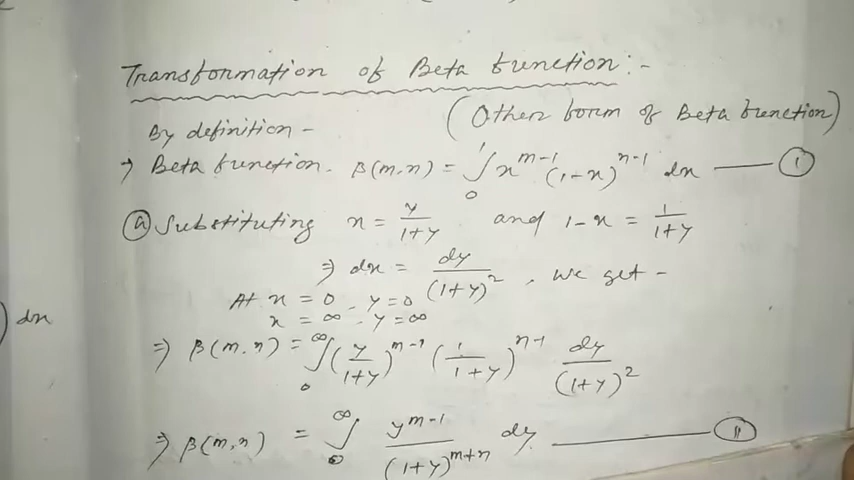 Transformation of Beta function:-
(Other form of Beta function)
By definition -
→ Beta function. β(m,n) = ∫₀¹ x^{m-1} (1-x)^{n-1} dx —— ①
ⓐ Substituting x = y/(1+y) and 1-x = 1/(1+y)
⇒ dx = dy/(1+y)², we get -
At x = 0 - y = 0
x = ∞ - y = ∞
) dx
⇒ β(m,n) = ∫₀^∞ (y/(1+y))^{m-1} (1/(1+y))^{n-1} dy/(1+y)²
⇒ β(m,n) = ∫₀^∞ y^{m-1}/(1+y)^{m+n} dy —— ⑪